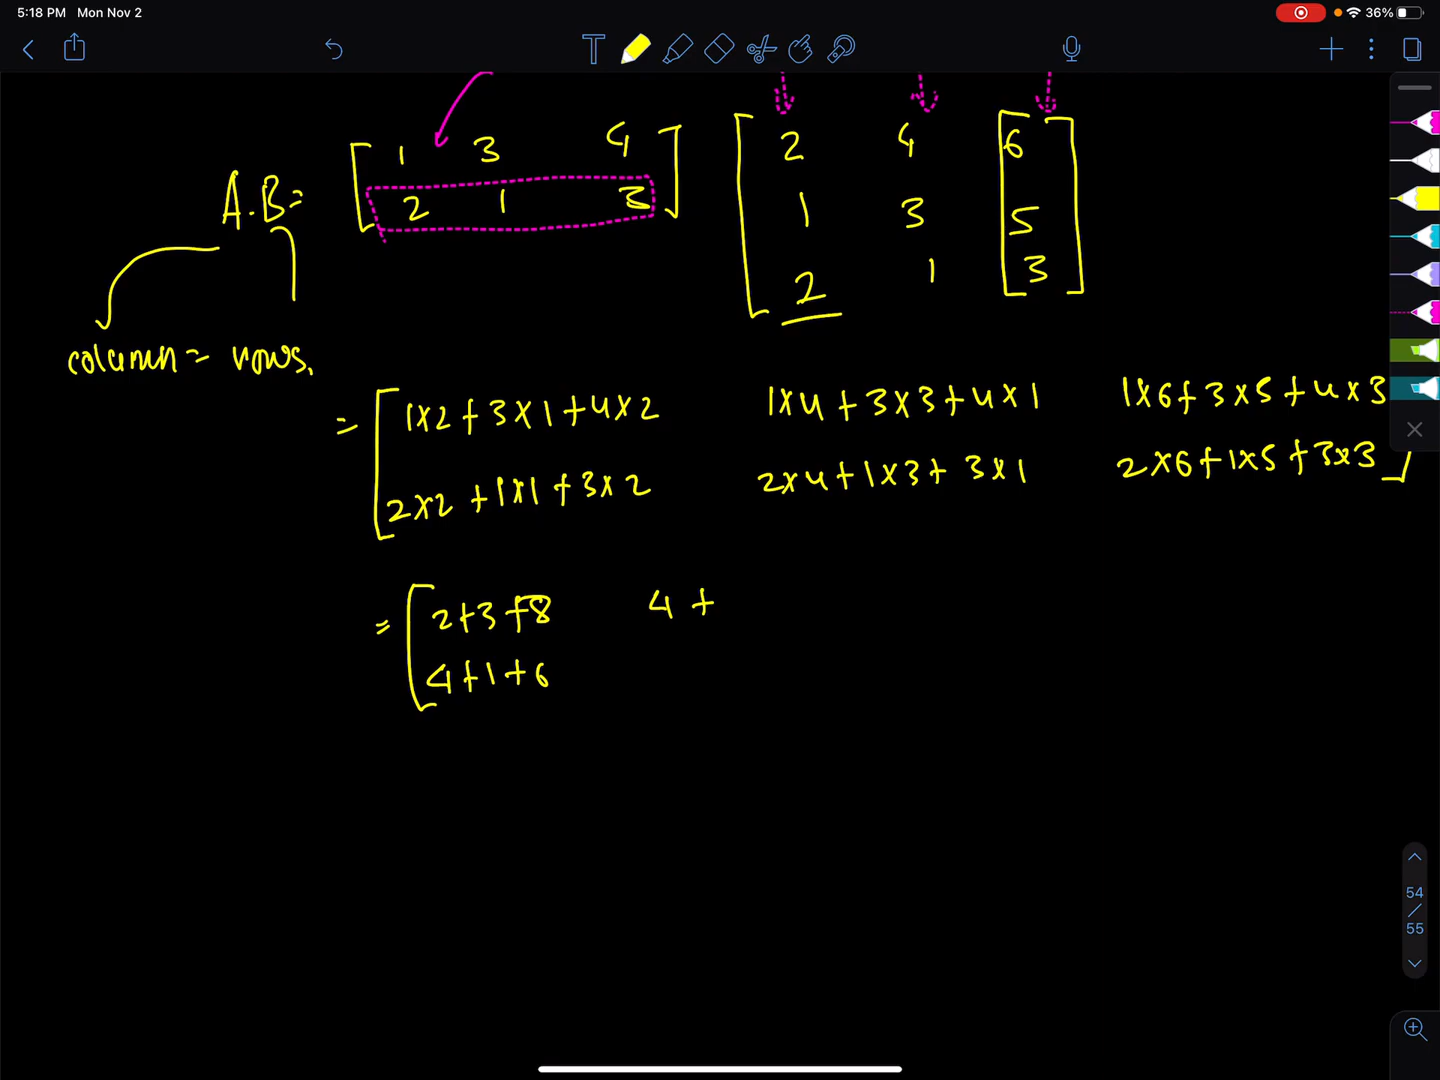 5:18 PM Mon Nov 2 36%
1 3 4 2 4 6
A.B= 2 1 3 1 3 5
2 1 3
column = rows.
= 1x2+3x1+4x2 1x4+3x3+4x1 1x6+3x5+4x3
2x2+1x1+3x2 2x4+1x3+3x1 2x6+1x5+3x3
= 2+3+8 4+
4+1+6
54
/
55